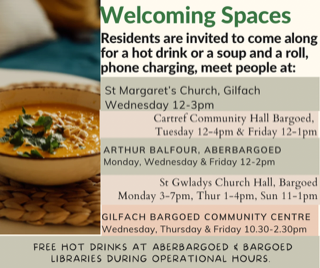 Welcoming Spaces
Residents are invited to come along
for a hot drink or a soup and a roll,
phone charging, meet people at:
St Margaret's Church, Gilfach
Wednesday 12-3pm
Cartref Community Hall Bargoed,
Tuesday 12-4pm & Friday 12-1pm
ARTHUR BALFOUR, ABERBARGOED
Monday, Wednesday & Friday 12-2pm
St Gwladys Church Hall, Bargoed
Monday 3-7pm, Thur 1-4pm, Sun 11-1pm
GILFACH BARGOED COMMUNITY CENTRE
Wednesday, Thursday & Friday 10.30-2.30pm
FREE HOT DRINKS AT ABERBARGOED & BARGOED
LIBRARIES DURING OPERATIONAL HOURS.